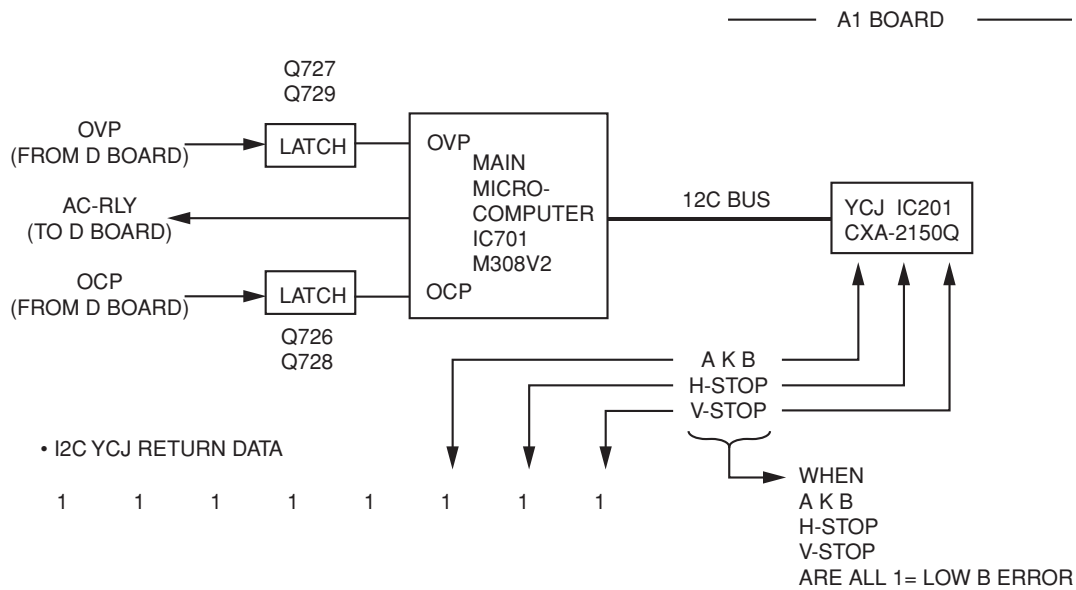 A1 BOARD
Q727
Q729
OVP
(FROM D BOARD)
LATCH
AC-RLY
(TO D BOARD)
OCP
(FROM D BOARD)
LATCH
Q726
Q728
OVP
MAIN
MICRO-
COMPUTER
IC701
M308V2
OCP
12C BUS
YCJ IC201
CXA-2150Q
A K B
H-STOP
V-STOP
• I2C YCJ RETURN DATA
1 1 1 1 1 1 1 1
WHEN
A K B
H-STOP
V-STOP
ARE ALL 1= LOW B ERROR